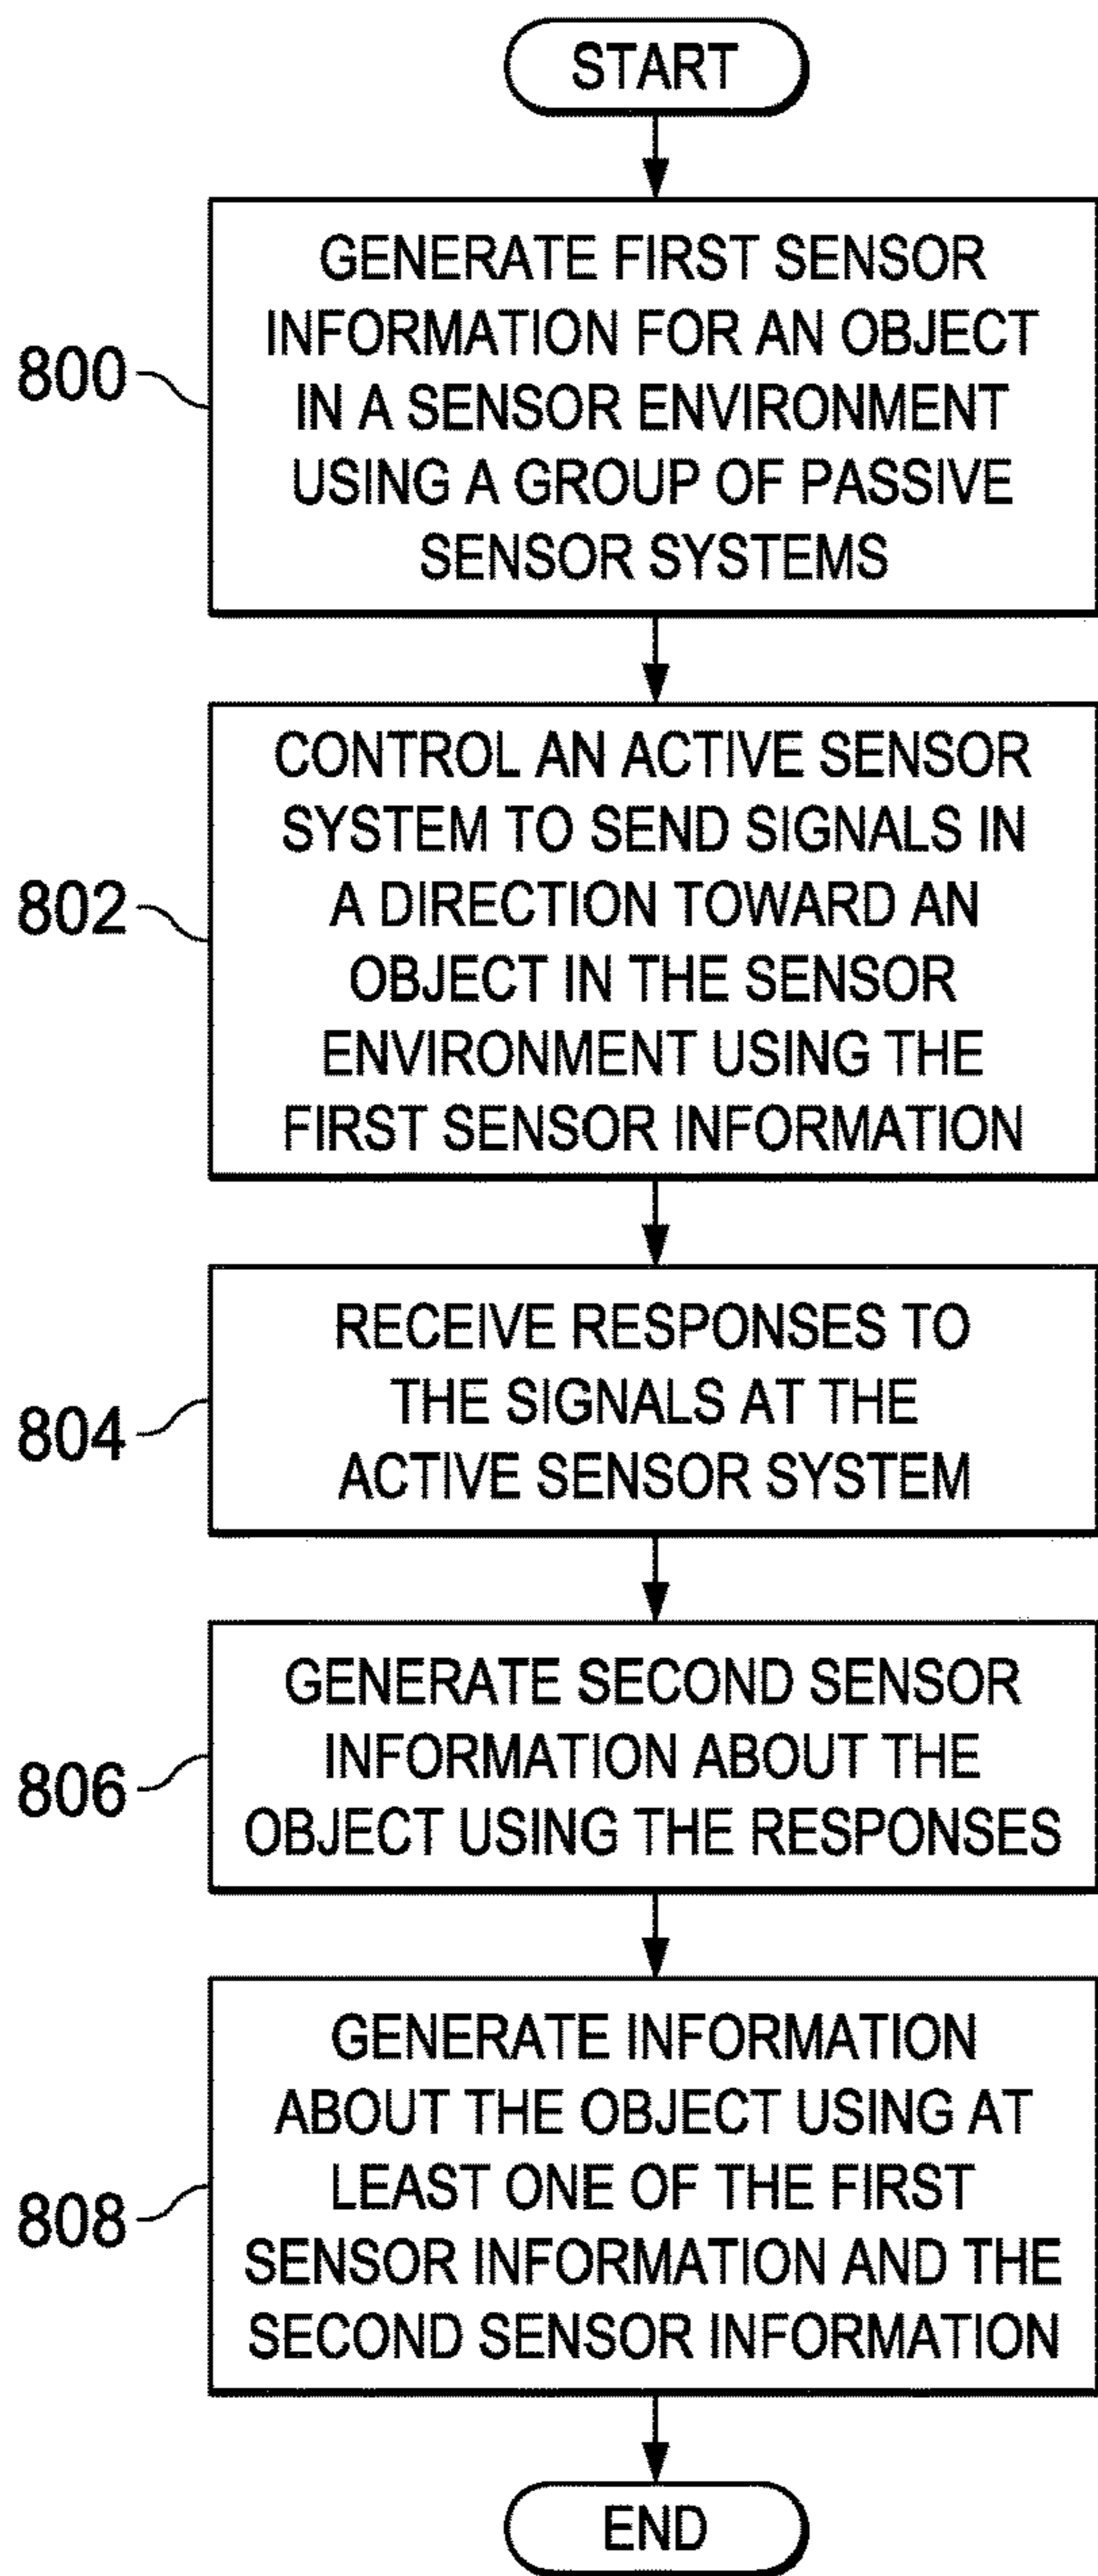 START
GENERATE FIRST SENSOR
INFORMATION FOR AN OBJECT
IN A SENSOR ENVIRONMENT
USING A GROUP OF PASSIVE
SENSOR SYSTEMS
800
CONTROL AN ACTIVE SENSOR
SYSTEM TO SEND SIGNALS IN
A DIRECTION TOWARD AN
OBJECT IN THE SENSOR
ENVIRONMENT USING THE
FIRST SENSOR INFORMATION
802
RECEIVE RESPONSES TO
THE SIGNALS AT THE
ACTIVE SENSOR SYSTEM
804
GENERATE SECOND SENSOR
INFORMATION ABOUT THE
OBJECT USING THE RESPONSES
806
GENERATE INFORMATION
ABOUT THE OBJECT USING AT
LEAST ONE OF THE FIRST
SENSOR INFORMATION AND THE
SECOND SENSOR INFORMATION
808
END